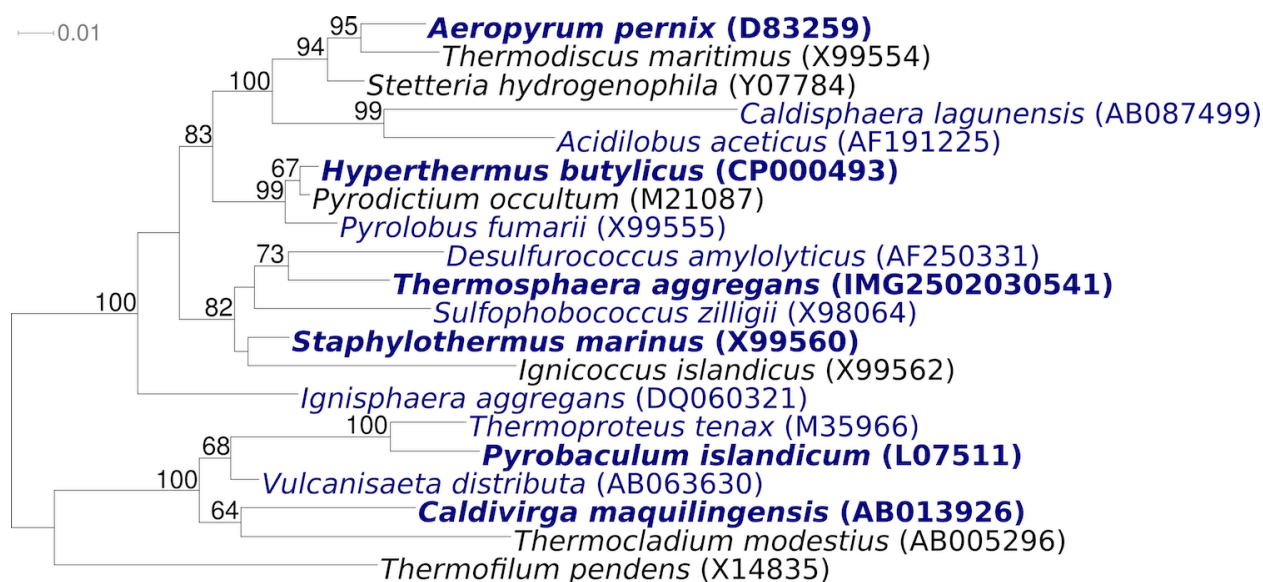 0.01
95
Aeropyrum pernix (D83259)
94
Thermodiscus maritimus (X99554)
100
Stetteria hydrogenophila (Y07784)
99
Caldisphaera lagunensis (AB087499)
83
Acidilobus aceticus (AF191225)
67
Hyperthermus butylicus (CP000493)
99
Pyrodictium occultum (M21087)
Pyrolobus fumarii (X99555)
73
Desulfurococcus amylolyticus (AF250331)
Thermosphaera aggregans (IMG2502030541)
100
82
Sulfophobococcus zilligii (X98064)
Staphylothermus marinus (X99560)
Ignicoccus islandicus (X99562)
Ignisphaera aggregans (DQ060321)
100
Thermoproteus tenax (M35966)
68
Pyrobaculum islandicum (L07511)
100
Vulcanisaeta distributa (AB063630)
64
Caldivirga maquilingensis (AB013926)
Thermocladium modestius (AB005296)
Thermofilum pendens (X14835)